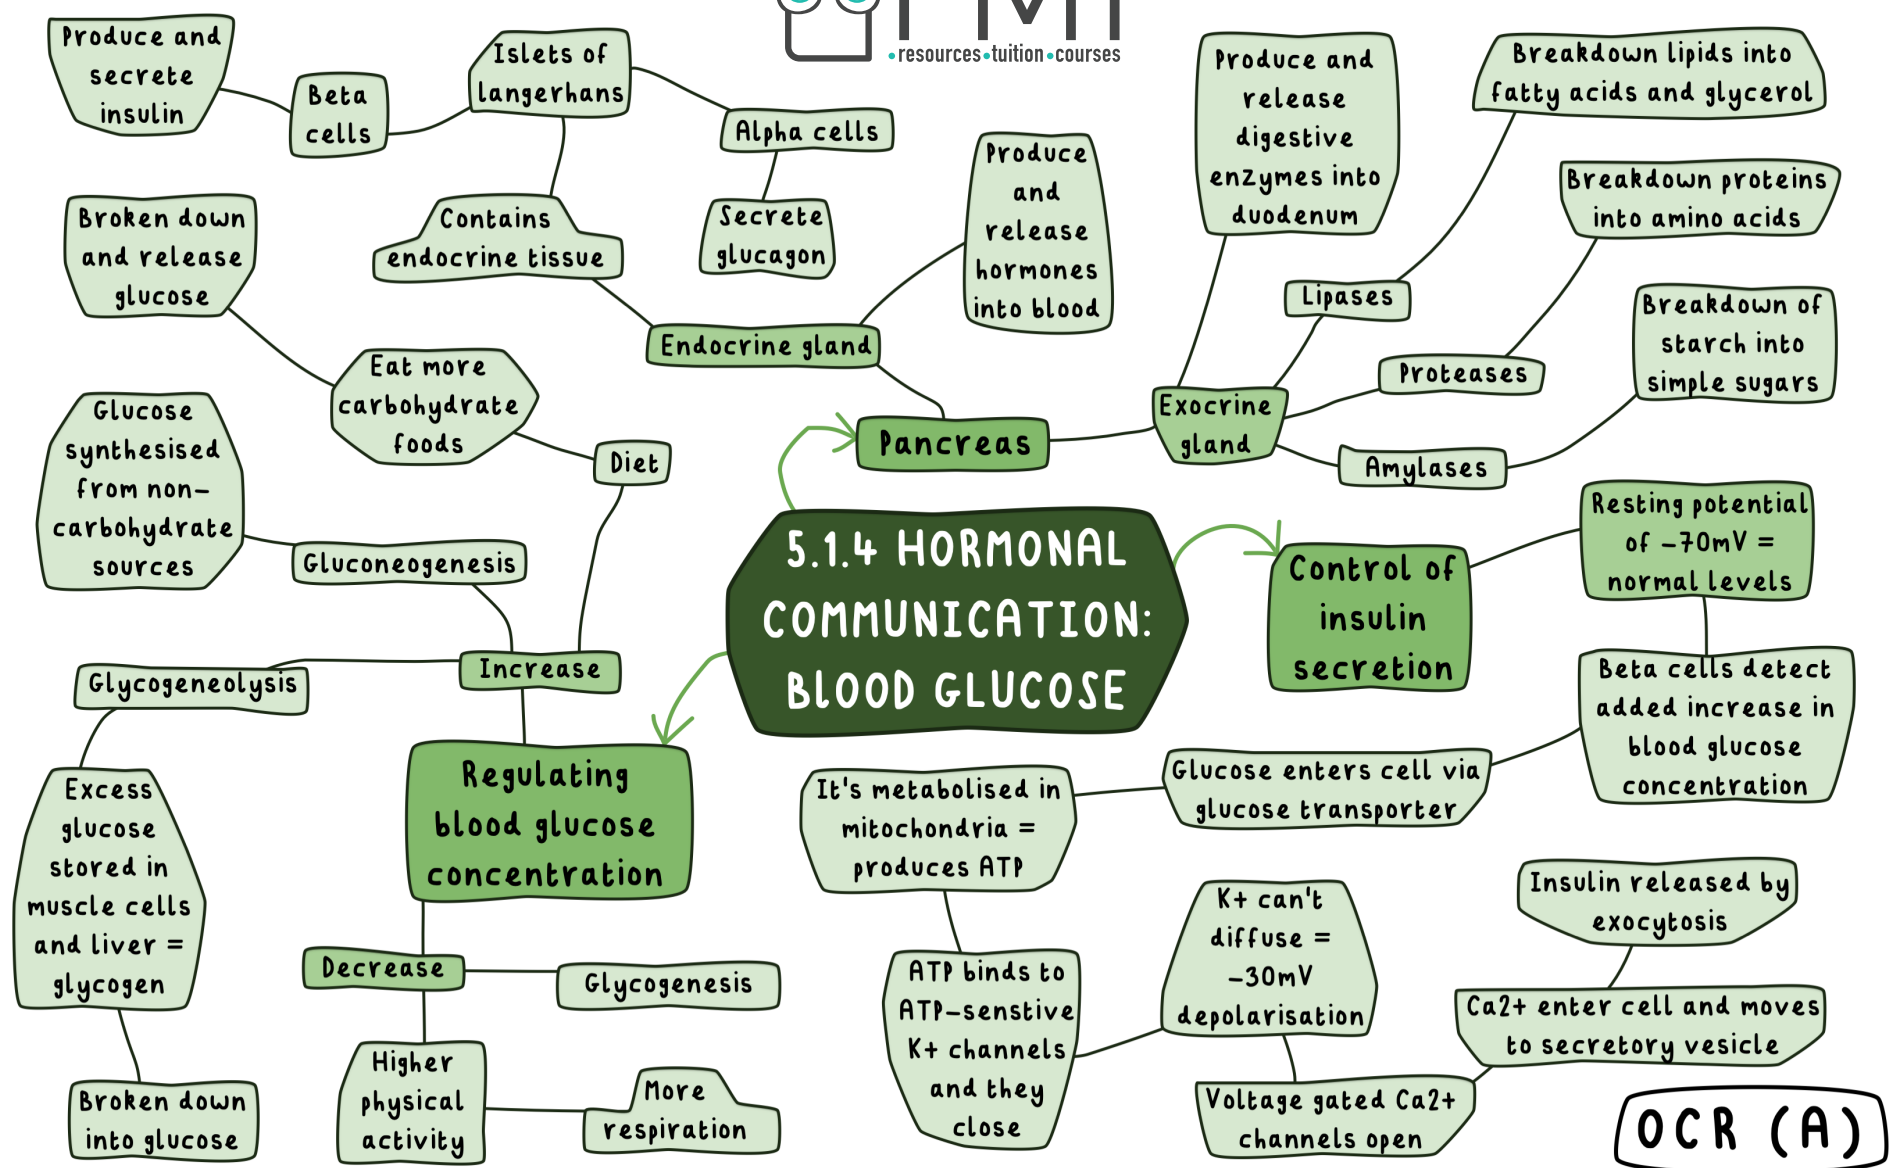 PMT
•resources•tuition•courses
5.1.4 HORMONAL
COMMUNICATION:
BlOOD GLUCOSE
Pancreas
Endocrine gland
Produce
and
release
hormones
into blood
Contains
endocrine tissue
Islets of
langerhans
Beta
cells
Produce and
secrete
insulin
Alpha cells
Secrete
glucagon
Exocrine
gland
Produce and
release
digestive
enzymes into
duodenum
Lipases
Breakdown lipids into
fatty acids and glycerol
Proteases
Breakdown proteins
into amino acids
Amylases
Breakdown of
starch into
simple sugars
Control of
insulin
secretion
Resting potential
of -70mV =
normal levels
Beta cells detect
added increase in
blood glucose
concentration
Glucose enters cell via
glucose transporter
It's metabolised in
mitochondria =
produces ATP
ATP binds to
ATP-senstive
K+ channels
and they
close
K+ can't
diffuse =
-30mV
depolarisation
Voltage gated Ca2+
channels open
Ca2+ enter cell and moves
to secretory vesicle
Insulin released by
exocytosis
Regulating
blood glucose
concentration
Increase
Diet
Eat more
carbohydrate
foods
Broken down
and release
glucose
Gluconeogenesis
Glucose
synthesised
from non-
carbohydrate
sources
Glycogeneolysis
Excess
glucose
stored in
muscle cells
and liver =
glycogen
Broken down
into glucose
Decrease
Glycogenesis
Higher
physical
activity
More
respiration
OCR (A)